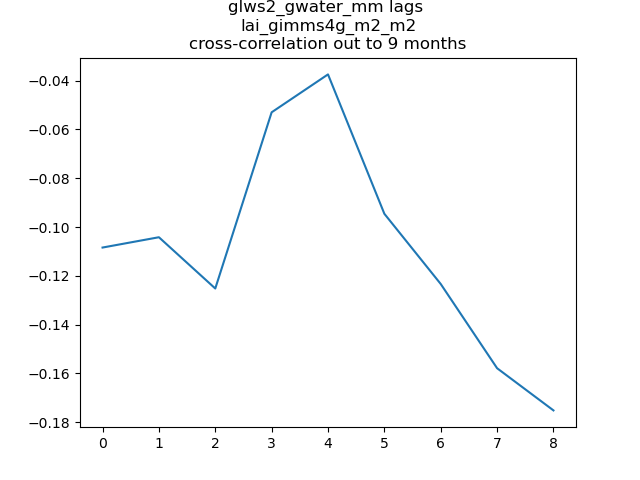 glws2_gwater_mm lags
lai_gimms4g_m2_m2
cross-correlation out to 9 months
−0.04
−0.06
−0.08
−0.10
−0.12
−0.14
−0.16
−0.18
0 1 2 3 4 5 6 7 8